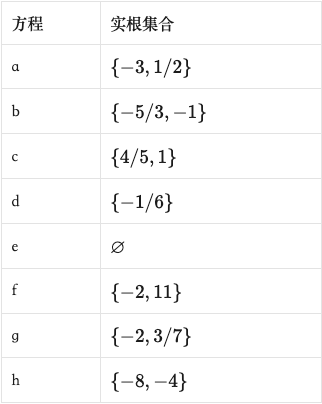 方程 实根集合
a {−3, 1/2}
b {−5/3, −1}
c {4/5, 1}
d {−1/6}
e ∅
f {−2, 11}
g {−2, 3/7}
h {−8, −4}